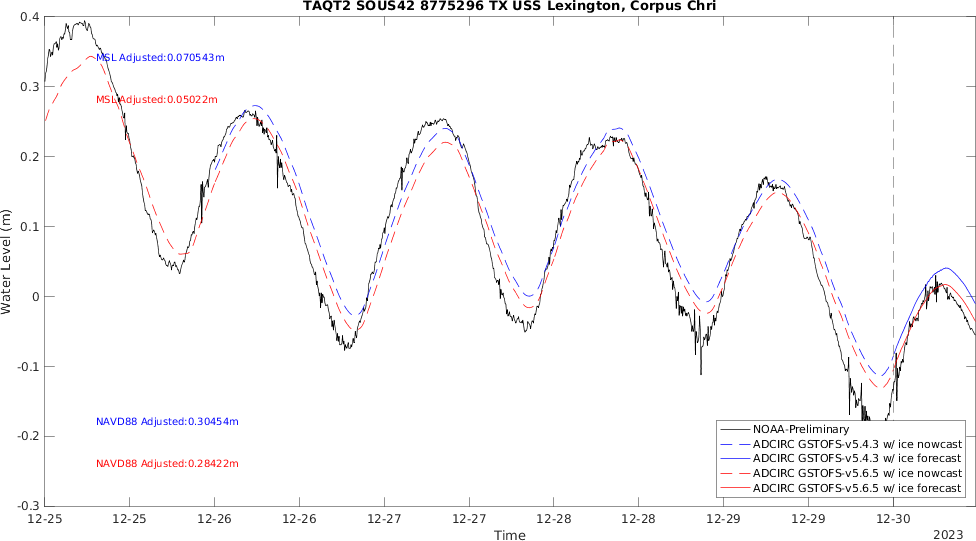 TAQT2 SOUS42 8775296 TX USS Lexington, Corpus Chri
0.4
MSL Adjusted:0.070543m
0.3
MSL Adjusted:0.05022m
0.2
0.1
Water Level (m)
0
-0.1
NAVD88 Adjusted:0.30454m
-0.2
NAVD88 Adjusted:0.28422m
-0.3
NOAA-Preliminary
ADCIRC GSTOFS-v5.4.3 w/ ice nowcast
ADCIRC GSTOFS-v5.4.3 w/ ice forecast
ADCIRC GSTOFS-v5.6.5 w/ ice nowcast
ADCIRC GSTOFS-v5.6.5 w/ ice forecast
12-25 12-25 12-26 12-26 12-27 12-27 12-28 12-28 12-29 12-29 12-30
Time
2023